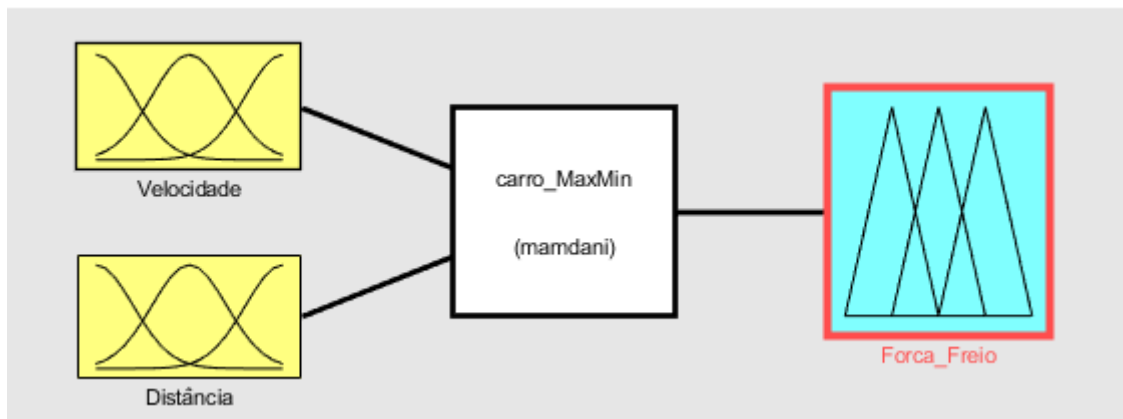 Velocidade
carro_MaxMin
(mamdani)
Distância
Forca_Freio